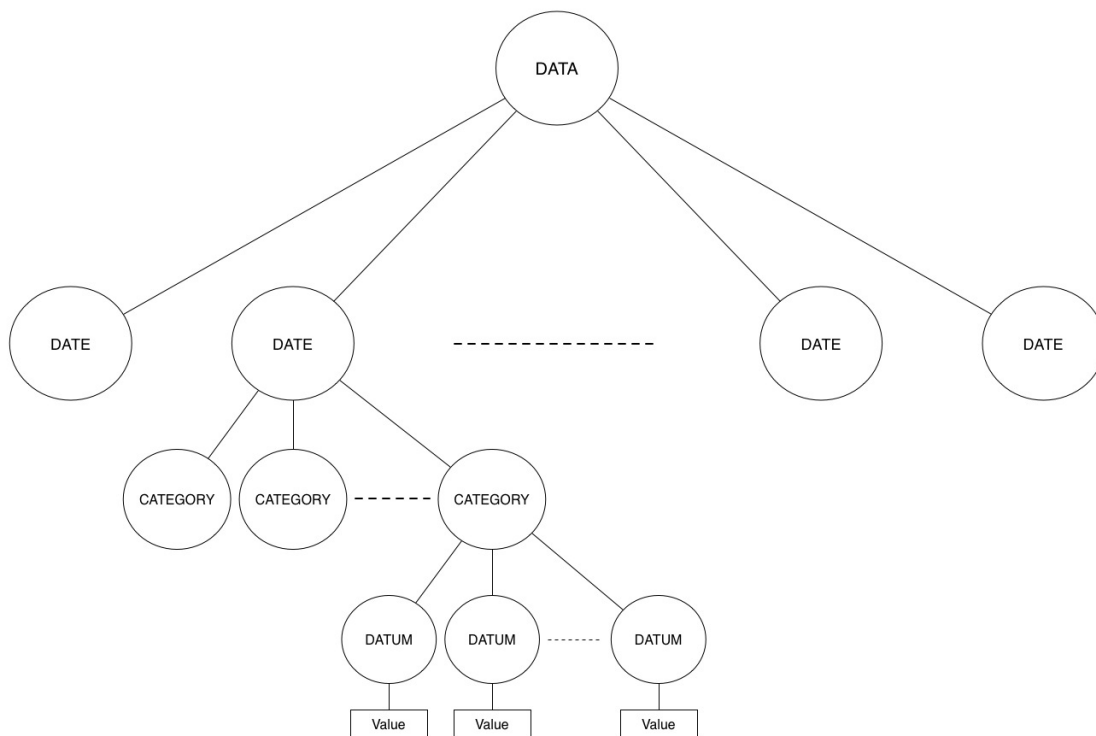 DATA
DATE
DATE
DATE
DATE
CATEGORY
CATEGORY
CATEGORY
DATUM
DATUM
DATUM
Value
Value
Value